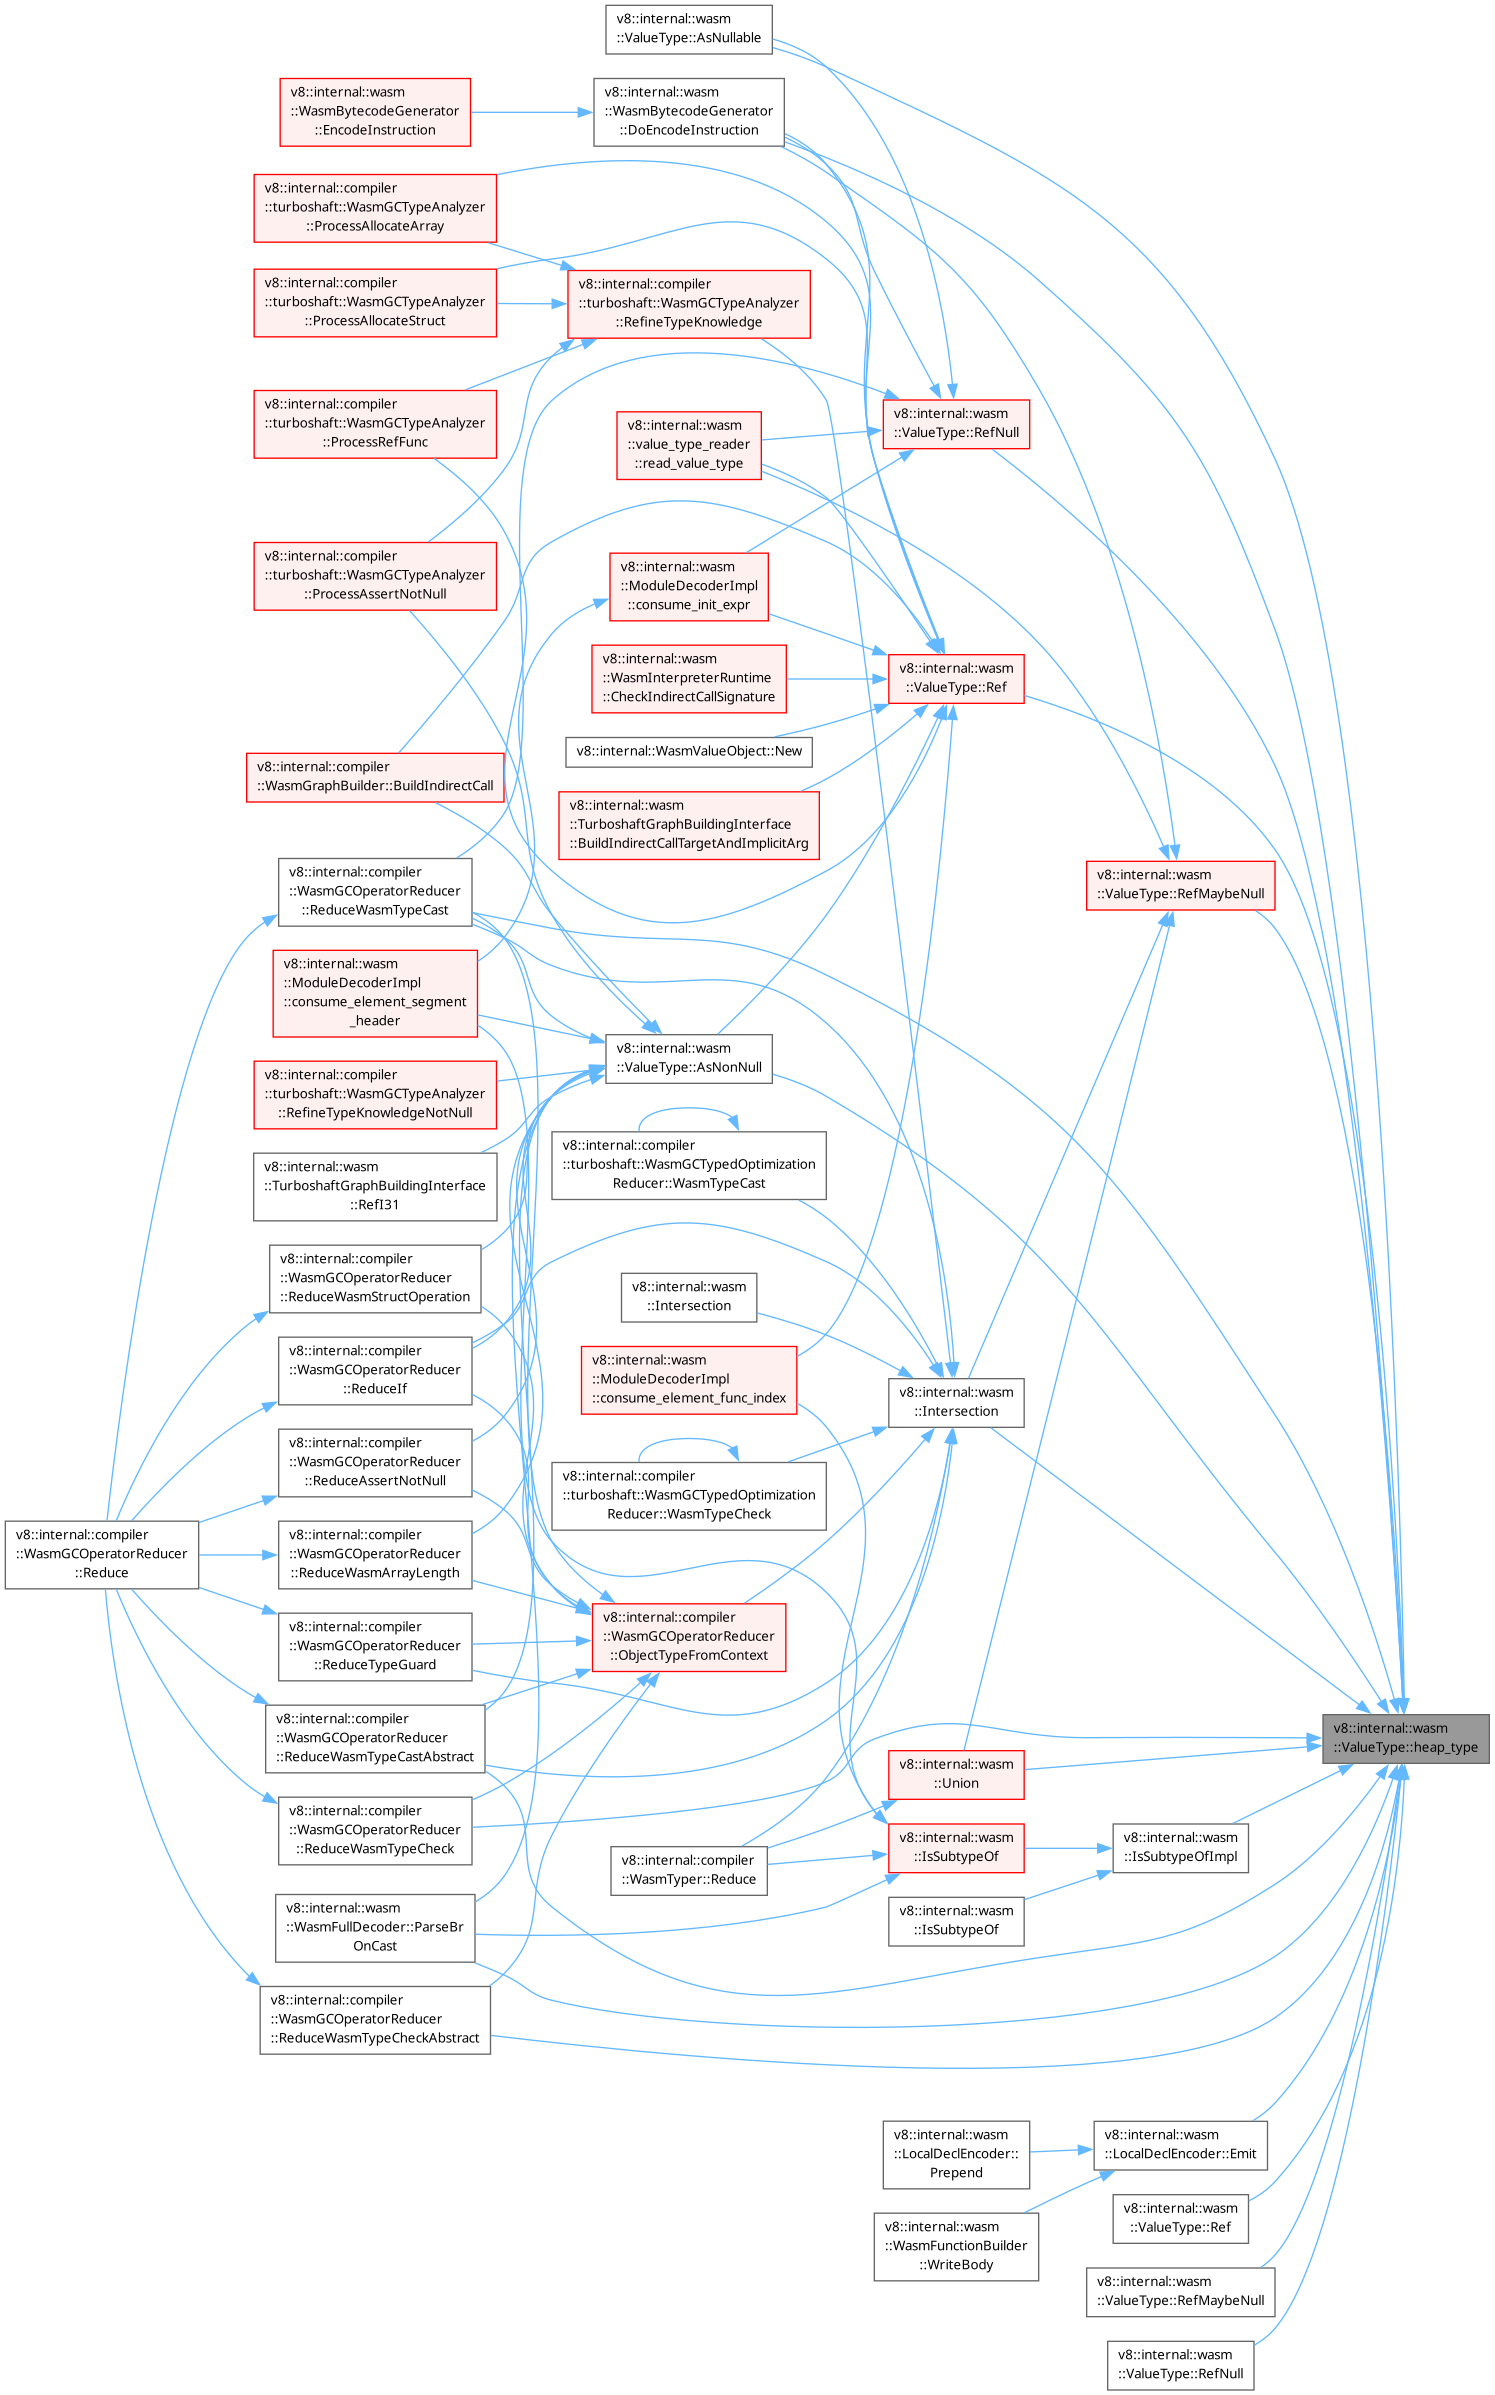 v8::internal::wasm
::ValueType::AsNullable
v8::internal::wasm
::WasmBytecodeGenerator
::EncodeInstruction
v8::internal::wasm
::WasmBytecodeGenerator
::DoEncodeInstruction
v8::internal::compiler
::turboshaft::WasmGCTypeAnalyzer
::ProcessAllocateArray
v8::internal::compiler
::turboshaft::WasmGCTypeAnalyzer
::ProcessAllocateStruct
v8::internal::compiler
::turboshaft::WasmGCTypeAnalyzer
::RefineTypeKnowledge
v8::internal::compiler
::turboshaft::WasmGCTypeAnalyzer
::ProcessRefFunc
v8::internal::wasm
::value_type_reader
::read_value_type
v8::internal::wasm
::ValueType::RefNull
v8::internal::compiler
::turboshaft::WasmGCTypeAnalyzer
::ProcessAssertNotNull
v8::internal::wasm
::ModuleDecoderImpl
::consume_init_expr
v8::internal::wasm
::WasmInterpreterRuntime
::CheckIndirectCallSignature
v8::internal::wasm
::ValueType::Ref
v8::internal::WasmValueObject::New
v8::internal::compiler
::WasmGraphBuilder::BuildIndirectCall
v8::internal::wasm
::TurboshaftGraphBuildingInterface
::BuildIndirectCallTargetAndImplicitArg
v8::internal::compiler
::WasmGCOperatorReducer
::ReduceWasmTypeCast
v8::internal::wasm
::ValueType::RefMaybeNull
v8::internal::wasm
::ModuleDecoderImpl
::consume_element_segment
_header
v8::internal::wasm
::ValueType::AsNonNull
v8::internal::compiler
::turboshaft::WasmGCTypeAnalyzer
::RefineTypeKnowledgeNotNull
v8::internal::compiler
::turboshaft::WasmGCTypedOptimization
Reducer::WasmTypeCast
v8::internal::wasm
::TurboshaftGraphBuildingInterface
::RefI31
v8::internal::compiler
::WasmGCOperatorReducer
::ReduceWasmStructOperation
v8::internal::wasm
::Intersection
v8::internal::compiler
::WasmGCOperatorReducer
::ReduceIf
v8::internal::wasm
::ModuleDecoderImpl
::consume_element_func_index
v8::internal::wasm
::Intersection
v8::internal::compiler
::WasmGCOperatorReducer
::ReduceAssertNotNull
v8::internal::compiler
::turboshaft::WasmGCTypedOptimization
Reducer::WasmTypeCheck
v8::internal::compiler
::WasmGCOperatorReducer
::Reduce
v8::internal::compiler
::WasmGCOperatorReducer
::ReduceWasmArrayLength
v8::internal::compiler
::WasmGCOperatorReducer
::ObjectTypeFromContext
v8::internal::compiler
::WasmGCOperatorReducer
::ReduceTypeGuard
v8::internal::compiler
::WasmGCOperatorReducer
::ReduceWasmTypeCastAbstract
v8::internal::wasm
::ValueType::heap_type
v8::internal::wasm
::Union
v8::internal::compiler
::WasmGCOperatorReducer
::ReduceWasmTypeCheck
v8::internal::wasm
::IsSubtypeOf
v8::internal::wasm
::IsSubtypeOfImpl
v8::internal::compiler
::WasmTyper::Reduce
v8::internal::wasm
::IsSubtypeOf
v8::internal::wasm
::WasmFullDecoder::ParseBr
OnCast
v8::internal::compiler
::WasmGCOperatorReducer
::ReduceWasmTypeCheckAbstract
v8::internal::wasm
::LocalDeclEncoder::
Prepend
v8::internal::wasm
::LocalDeclEncoder::Emit
v8::internal::wasm
::ValueType::Ref
v8::internal::wasm
::WasmFunctionBuilder
::WriteBody
v8::internal::wasm
::ValueType::RefMaybeNull
v8::internal::wasm
::ValueType::RefNull